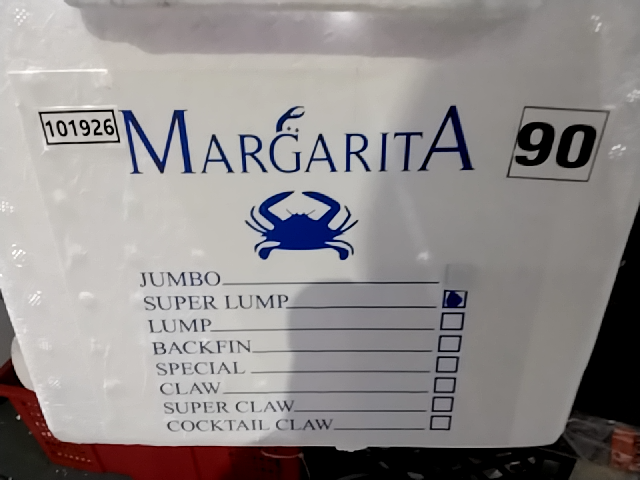 101926
MARGARITA
90
JUMBO
SUPER LUMP
LUMP
BACKFIN
SPECIAL
CLAW
SUPER CLAW
COCKTAIL CLAW